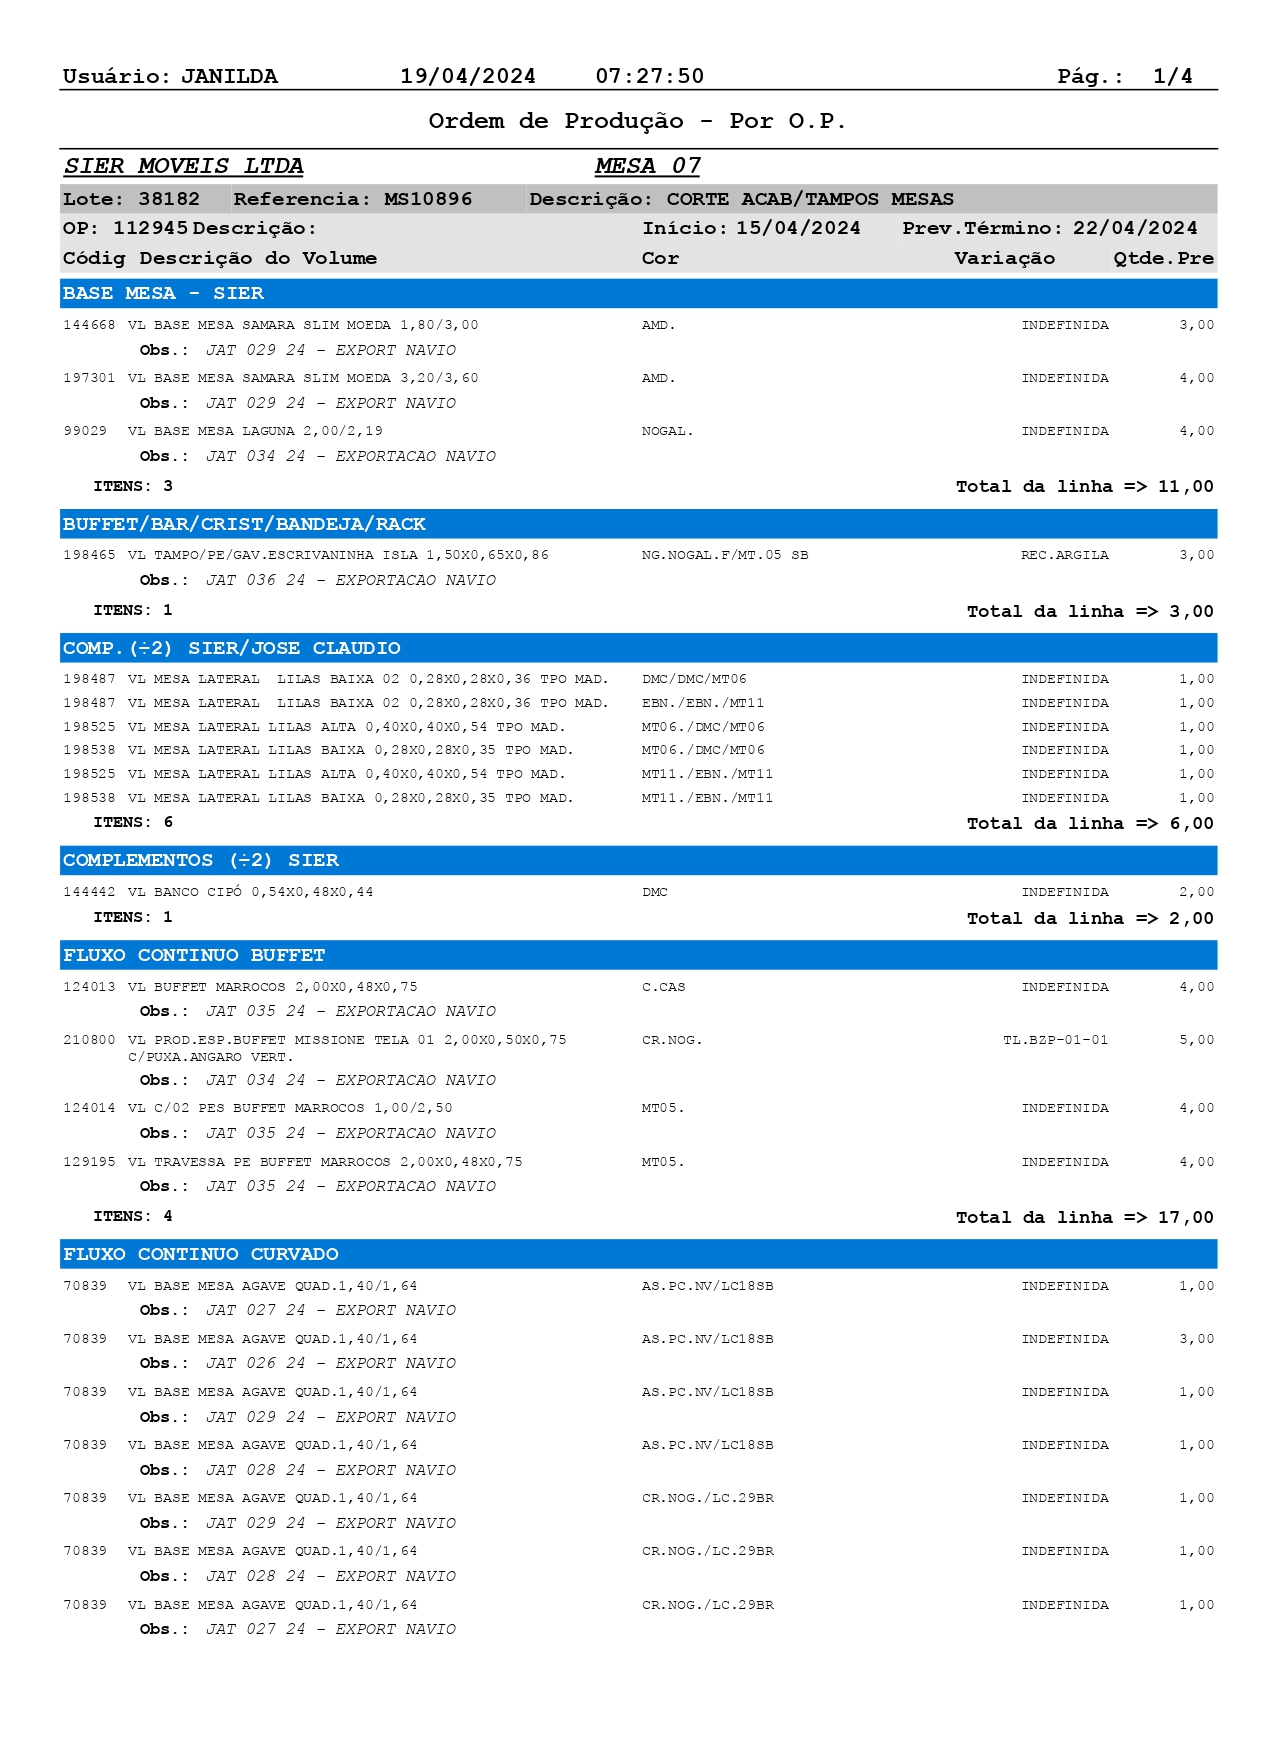 Usuário: JANILDA 19/04/2024 07:27:50 Pág.: 1/4
Ordem de Produção - Por O.P.
SIER MOVEIS LTDA MESA 07
Lote: 38182 Referencia: MS10896 Descrição: CORTE ACAB/TAMPOS MESAS
OP: 112945 Descrição: Início: 15/04/2024 Prev.Término: 22/04/2024
Códig Descrição do Volume Cor Variação Qtde.Pre
BASE MESA - SIER
144668 VL BASE MESA SAMARA SLIM MOEDA 1,80/3,00 AMD. INDEFINIDA 3,00
Obs.: JAT 029 24 - EXPORT NAVIO
197301 VL BASE MESA SAMARA SLIM MOEDA 3,20/3,60 AMD. INDEFINIDA 4,00
Obs.: JAT 029 24 - EXPORT NAVIO
99029 VL BASE MESA LAGUNA 2,00/2,19 NOGAL. INDEFINIDA 4,00
Obs.: JAT 034 24 - EXPORTACAO NAVIO
ITENS: 3 Total da linha => 11,00
BUFFET/BAR/CRIST/BANDEJA/RACK
198465 VL TAMPO/PE/GAV.ESCRIVANINHA ISLA 1,50X0,65X0,86 NG.NOGAL.F/MT.05 SB REC.ARGILA 3,00
Obs.: JAT 036 24 - EXPORTACAO NAVIO
ITENS: 1 Total da linha => 3,00
COMP.(÷2) SIER/JOSE CLAUDIO
198487 VL MESA LATERAL  LILAS BAIXA 02 0,28X0,28X0,36 TPO MAD. DMC/DMC/MT06 INDEFINIDA 1,00
198487 VL MESA LATERAL  LILAS BAIXA 02 0,28X0,28X0,36 TPO MAD. EBN./EBN./MT11 INDEFINIDA 1,00
198525 VL MESA LATERAL LILAS ALTA 0,40X0,40X0,54 TPO MAD. MT06./DMC/MT06 INDEFINIDA 1,00
198538 VL MESA LATERAL LILAS BAIXA 0,28X0,28X0,35 TPO MAD. MT06./DMC/MT06 INDEFINIDA 1,00
198525 VL MESA LATERAL LILAS ALTA 0,40X0,40X0,54 TPO MAD. MT11./EBN./MT11 INDEFINIDA 1,00
198538 VL MESA LATERAL LILAS BAIXA 0,28X0,28X0,35 TPO MAD. MT11./EBN./MT11 INDEFINIDA 1,00
ITENS: 6 Total da linha => 6,00
COMPLEMENTOS (÷2) SIER
144442 VL BANCO CIPÓ 0,54X0,48X0,44 DMC INDEFINIDA 2,00
ITENS: 1 Total da linha => 2,00
FLUXO CONTINUO BUFFET
124013 VL BUFFET MARROCOS 2,00X0,48X0,75 C.CAS INDEFINIDA 4,00
Obs.: JAT 035 24 - EXPORTACAO NAVIO
210800 VL PROD.ESP.BUFFET MISSIONE TELA 01 2,00X0,50X0,75 CR.NOG. TL.BZP-01-01 5,00
C/PUXA.ANGARO VERT.
Obs.: JAT 034 24 - EXPORTACAO NAVIO
124014 VL C/02 PES BUFFET MARROCOS 1,00/2,50 MT05. INDEFINIDA 4,00
Obs.: JAT 035 24 - EXPORTACAO NAVIO
129195 VL TRAVESSA PE BUFFET MARROCOS 2,00X0,48X0,75 MT05. INDEFINIDA 4,00
Obs.: JAT 035 24 - EXPORTACAO NAVIO
ITENS: 4 Total da linha => 17,00
FLUXO CONTINUO CURVADO
70839 VL BASE MESA AGAVE QUAD.1,40/1,64 AS.PC.NV/LC18SB INDEFINIDA 1,00
Obs.: JAT 027 24 - EXPORT NAVIO
70839 VL BASE MESA AGAVE QUAD.1,40/1,64 AS.PC.NV/LC18SB INDEFINIDA 3,00
Obs.: JAT 026 24 - EXPORT NAVIO
70839 VL BASE MESA AGAVE QUAD.1,40/1,64 AS.PC.NV/LC18SB INDEFINIDA 1,00
Obs.: JAT 029 24 - EXPORT NAVIO
70839 VL BASE MESA AGAVE QUAD.1,40/1,64 AS.PC.NV/LC18SB INDEFINIDA 1,00
Obs.: JAT 028 24 - EXPORT NAVIO
70839 VL BASE MESA AGAVE QUAD.1,40/1,64 CR.NOG./LC.29BR INDEFINIDA 1,00
Obs.: JAT 029 24 - EXPORT NAVIO
70839 VL BASE MESA AGAVE QUAD.1,40/1,64 CR.NOG./LC.29BR INDEFINIDA 1,00
Obs.: JAT 028 24 - EXPORT NAVIO
70839 VL BASE MESA AGAVE QUAD.1,40/1,64 CR.NOG./LC.29BR INDEFINIDA 1,00
Obs.: JAT 027 24 - EXPORT NAVIO